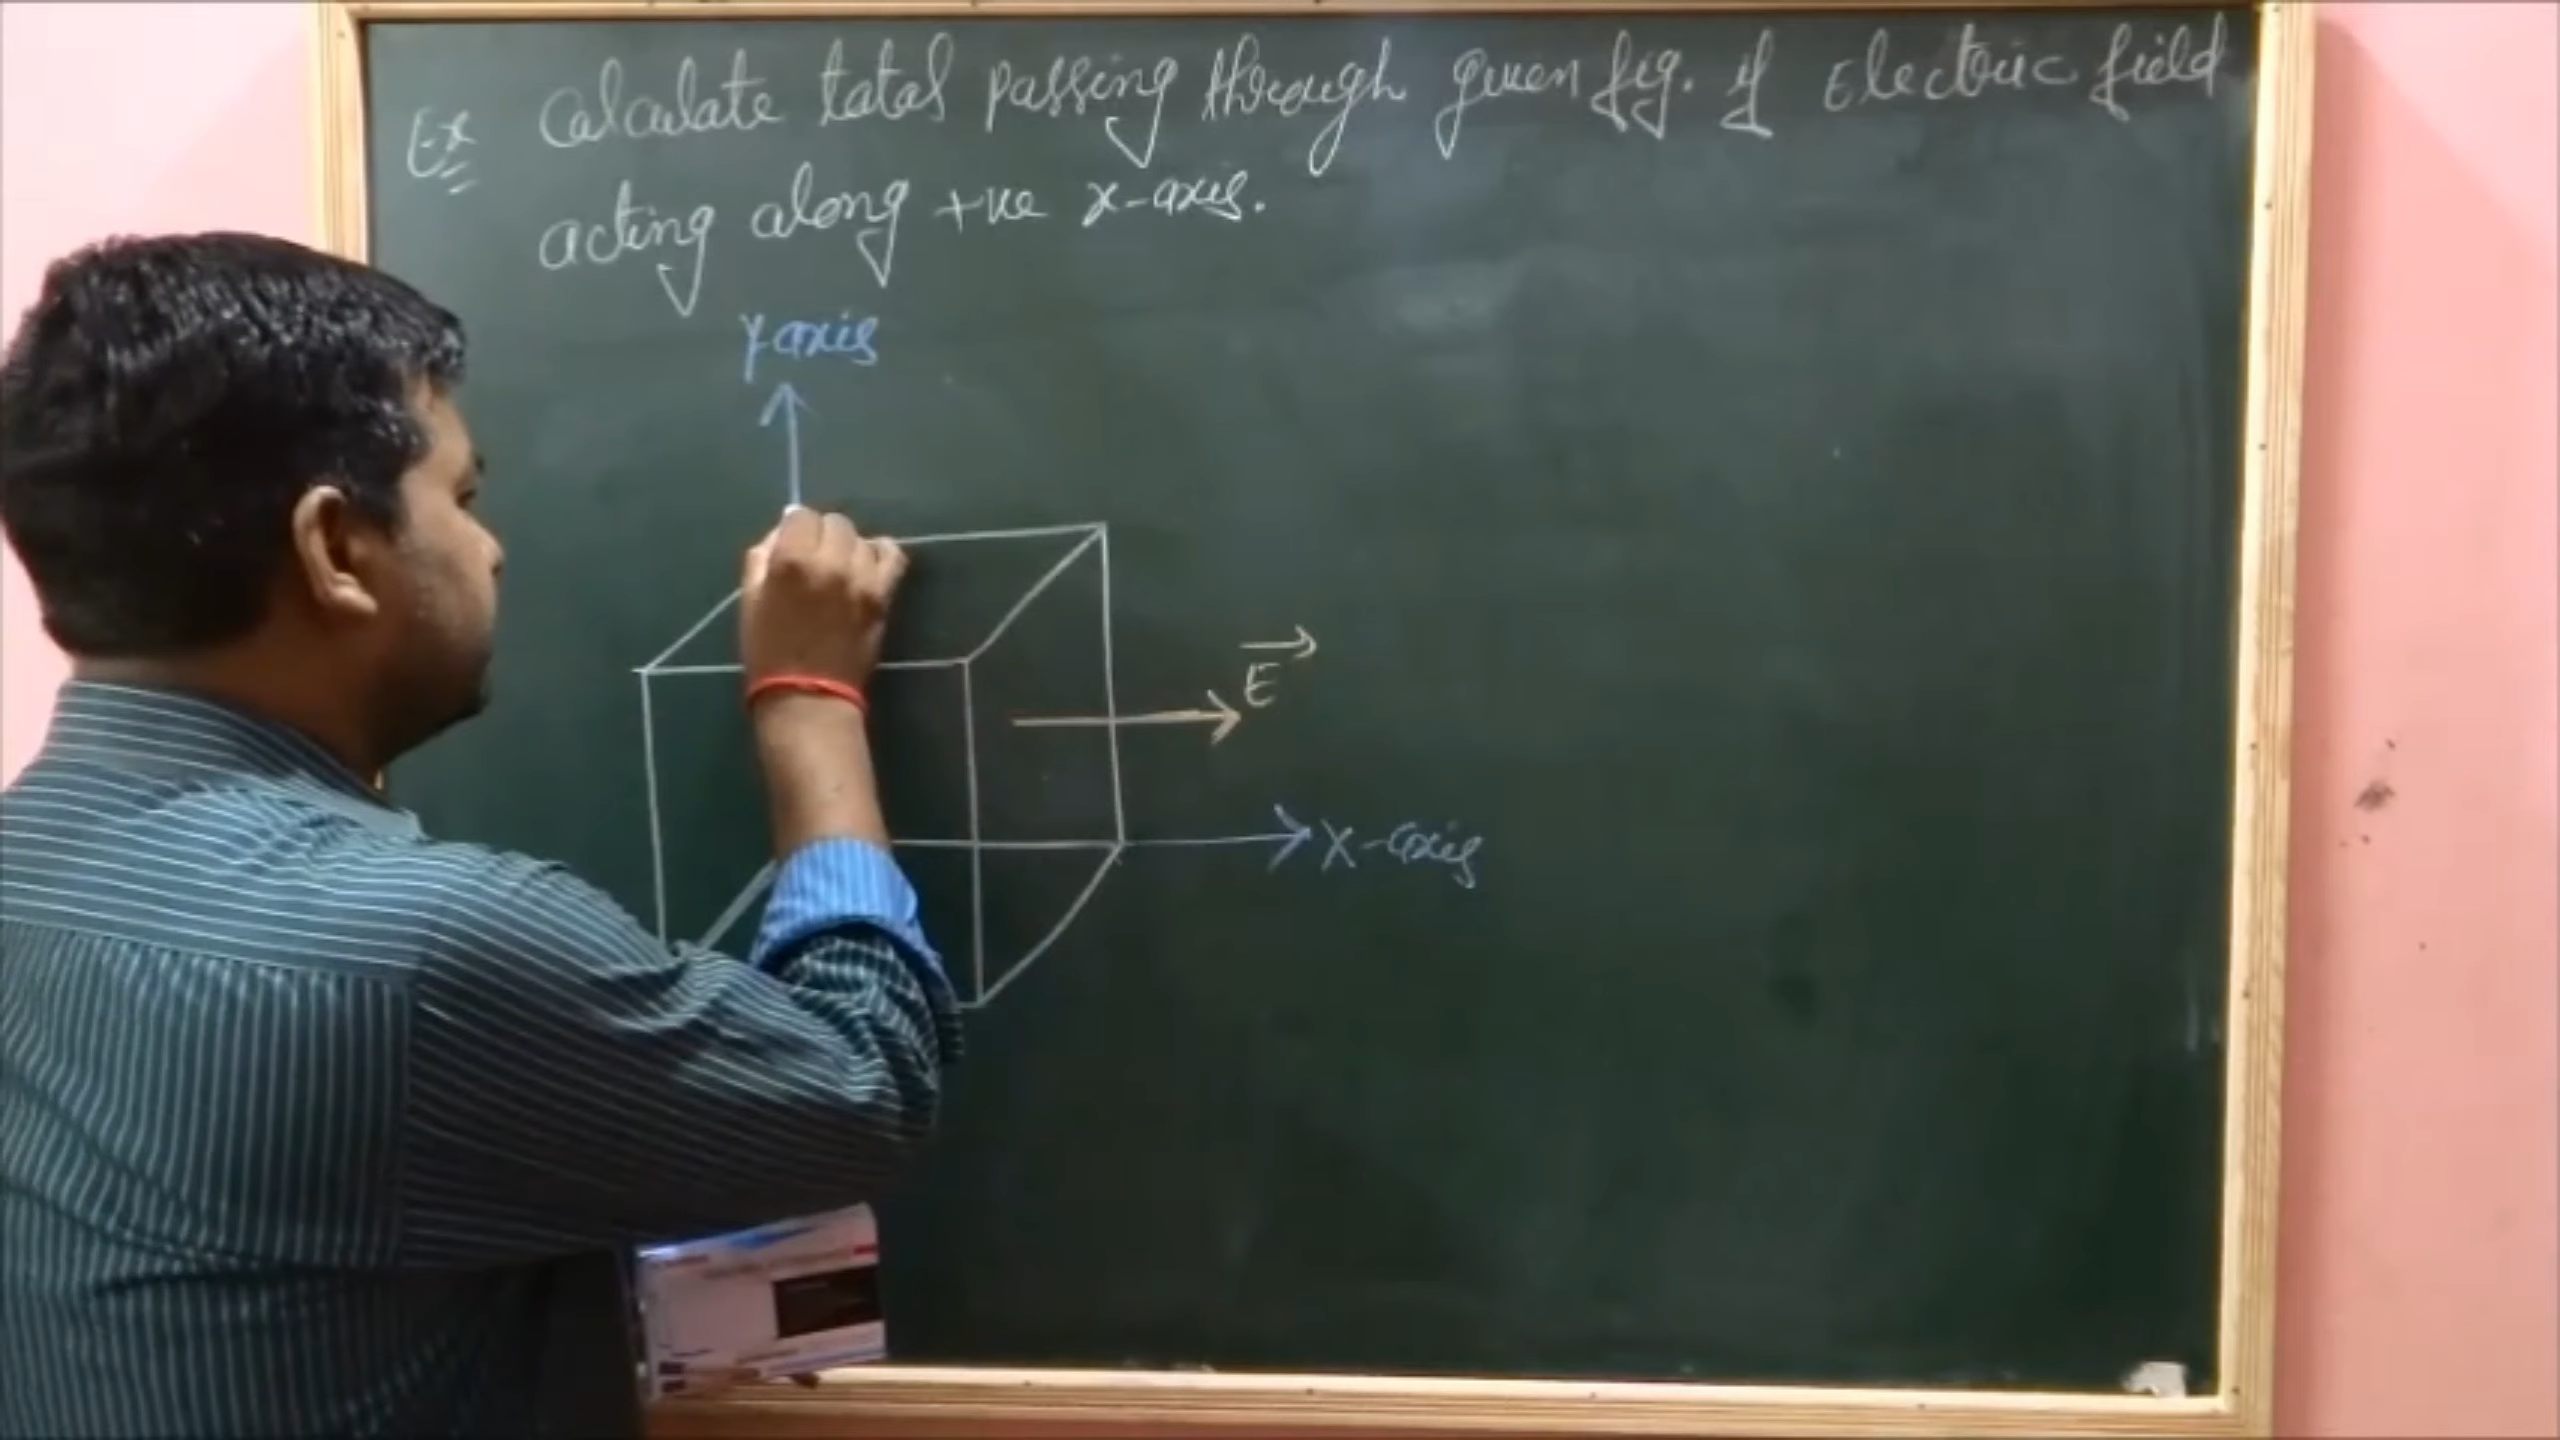 Ex Calculate total passing through given fig. if Electric field
acting along +ve x-axis.
Y axis
E
X-axis